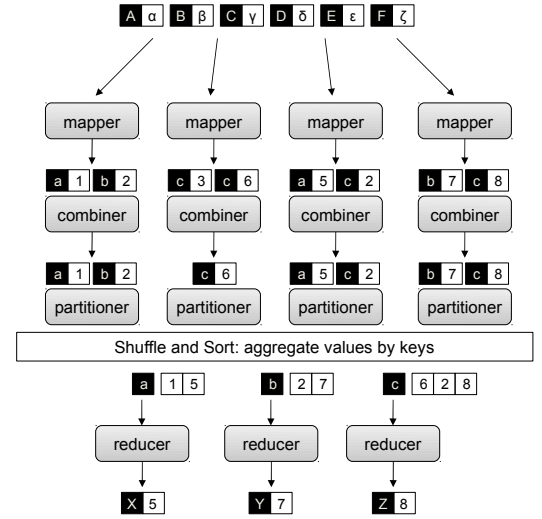 A α B β C γ D δ E ε F ζ
mapper mapper mapper mapper
a 1 b 2 c 3 c 6 a 5 c 2 b 7 c 8
combiner combiner combiner combiner
a 1 b 2 c 6 a 5 c 2 b 7 c 8
partitioner partitioner partitioner partitioner
Shuffle and Sort: aggregate values by keys
a 1 5 b 2 7 c 6 2 8
reducer reducer reducer
X 5 Y 7 Z 8